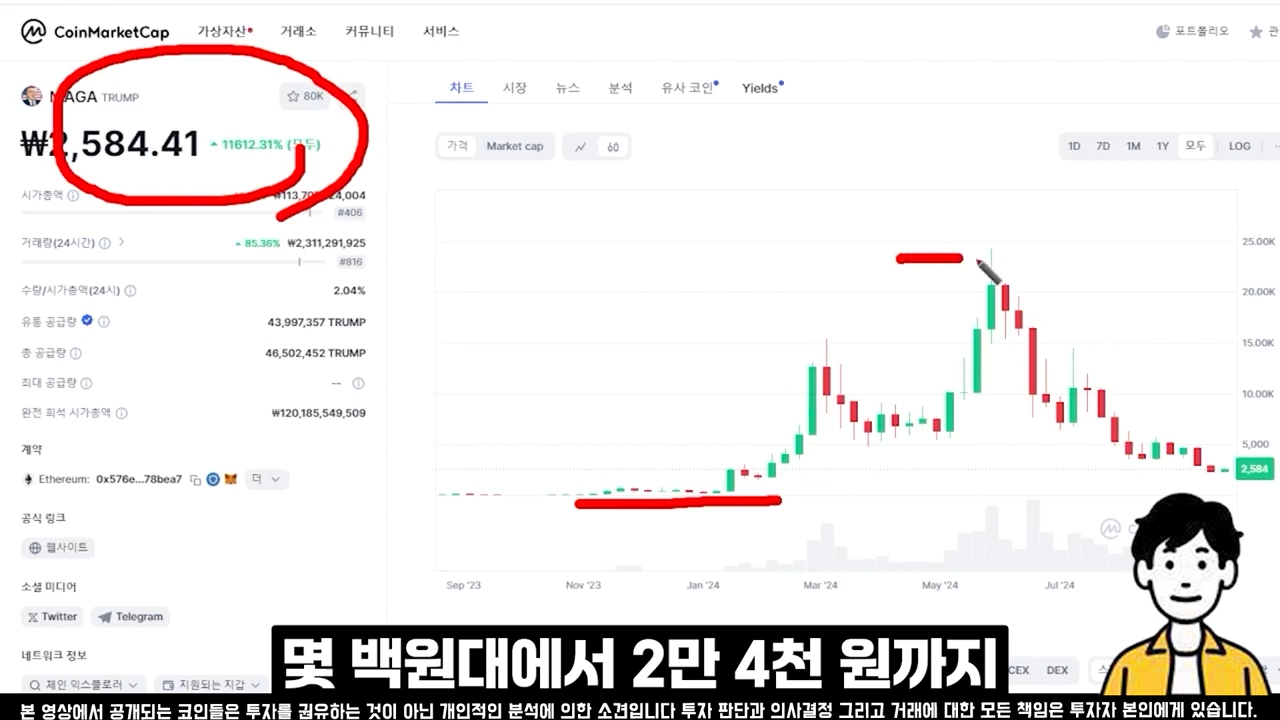 CoinMarketCap 가상자산 거래소 커뮤니티 서비스 포트폴리오
TRUMP 80K
₩2,584.41 11612.31% (모두)
차트 시장 뉴스 분석 유사 코인 Yields
가격 Market cap 1D 7D 1M 1Y 모두 LOG
시가총액
#406
거래량(24시간) 85.36% ₩2,311,291,925
#816
수량/시가총액(24시) 2.04%
유통 공급량 43,997,357 TRUMP
총 공급량 46,502,452 TRUMP
최대 공급량 --
완전 희석 시가총액 ₩120,185,549,509
계약
Ethereum: 0x576e...78bea7 더
공식 링크
웹사이트
소셜 미디어
Twitter Telegram
네트워크 정보
체인 익스플로러 지원되는 지갑
25.00K
20.00K
15.00K
10.00K
5,000
2,584
Sep '23 Nov '23 Jan '24 Mar '24 May '24 Jul '24
CEX DEX
몇 백원대에서 2만 4천 원까지
본 영상에서 공개되는 코인들은 투자를 권유하는 것이 아닌 개인적인 분석에 의한 소견입니다 투자 판단과 의사결정 그리고 거래에 대한 모든 책임은 투자자 본인에게 있습니다.